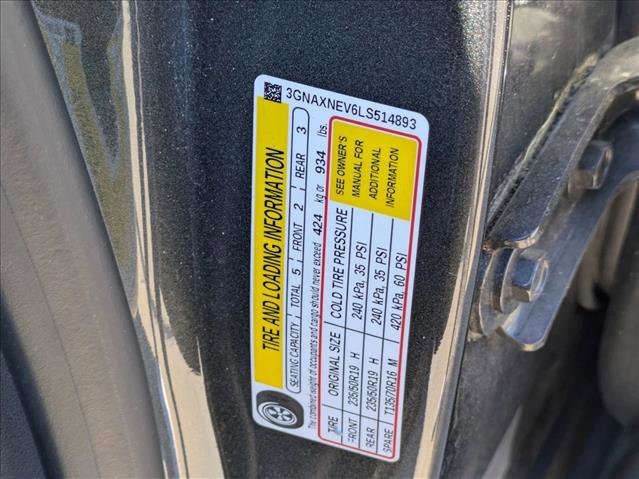 3GNAXNEV6LS514893
TIRE AND LOADING INFORMATION
SEATING CAPACITY TOTAL 5 FRONT 2 REAR 3
The combined weight of occupants and cargo should never exceed 424 kg or 934 lbs.
TIRE ORIGINAL SIZE COLD TIRE PRESSURE
FRONT 235/50R19 H 240 kPa, 35 PSI
REAR 235/50R19 H 240 kPa, 35 PSI
SPARE T135/70R16 M 420 kPa, 60 PSI
SEE OWNER'S
MANUAL FOR
ADDITIONAL
INFORMATION